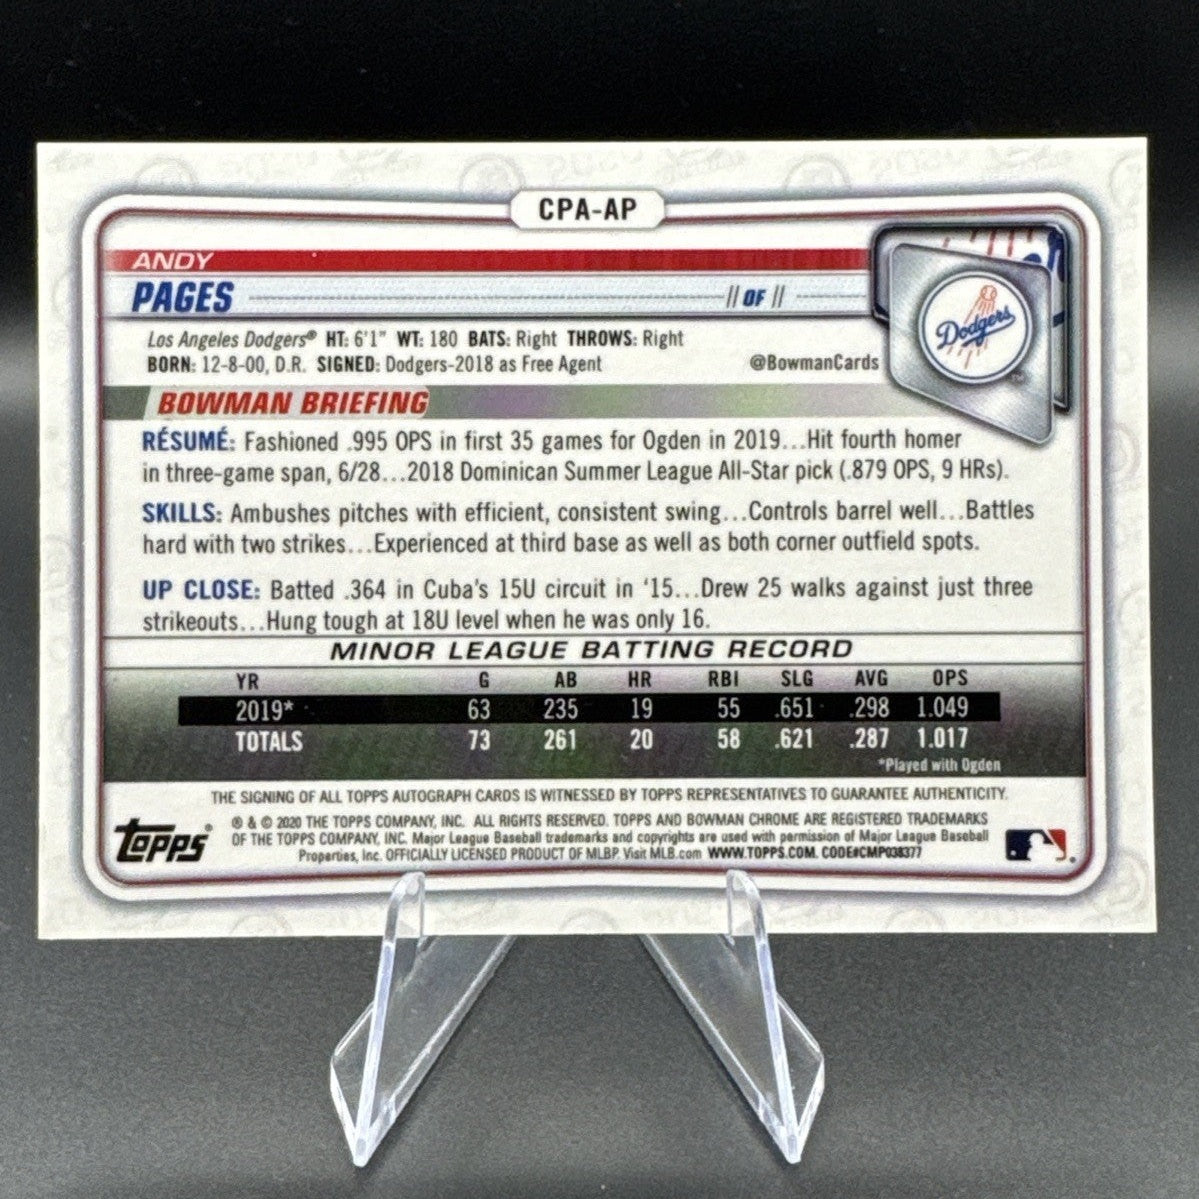 CPA-AP
ANDY
PAGES || OF ||
Los Angeles Dodgers® HT: 6'1" WT: 180 BATS: Right THROWS: Right
BORN: 12-8-00, D.R. SIGNED: Dodgers-2018 as Free Agent
@BowmanCards
Dodgers
™
BOWMAN BRIEFING
RÉSUMÉ: Fashioned .995 OPS in first 35 games for Ogden in 2019...Hit fourth homer
in three-game span, 6/28...2018 Dominican Summer League All-Star pick (.879 OPS, 9 HRs).
SKILLS: Ambushes pitches with efficient, consistent swing...Controls barrel well...Battles
hard with two strikes...Experienced at third base as well as both corner outfield spots.
UP CLOSE: Batted .364 in Cuba's 15U circuit in '15...Drew 25 walks against just three
strikeouts...Hung tough at 18U level when he was only 16.
MINOR LEAGUE BATTING RECORD
YR G AB HR RBI SLG AVG OPS
2019* 63 235 19 55 .651 .298 1.049
TOTALS 73 261 20 58 .621 .287 1.017
*Played with Ogden
THE SIGNING OF ALL TOPPS AUTOGRAPH CARDS IS WITNESSED BY TOPPS REPRESENTATIVES TO GUARANTEE AUTHENTICITY.
topps®
® & © 2020 THE TOPPS COMPANY, INC. ALL RIGHTS RESERVED. TOPPS AND BOWMAN CHROME ARE REGISTERED TRADEMARKS
OF THE TOPPS COMPANY, INC. Major League Baseball trademarks and copyrights are used with permission of Major League Baseball
Properties, Inc. OFFICIALLY LICENSED PRODUCT OF MLBP. Visit MLB.com WWW.TOPPS.COM. CODE#CMP038377